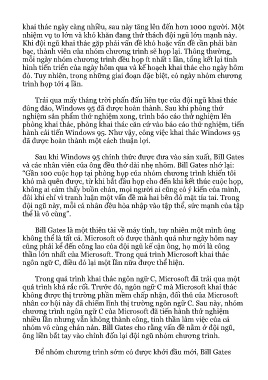 khai thác ngày càng nhiều, sau này tăng lên đến hơn 1000 người. Một
nhiệm vụ to lớn và khó khăn đang thử thách đội ngũ lớn mạnh này.
Khi đội ngũ khai thác gặp phải vấn đề khó hoặc vấn đề cần phải bàn
bạc, thành viên của nhóm chương trình sẽ họp lại. Thông thường,
mỗi ngày nhóm chương trình đều họp ít nhất 1 lần, tổng kết lại tình
hình tiến triển của ngày hôm qua và kế hoạch khai thác cho ngày hôm
đó. Tuy nhiên, trong những giai đoạn đặc biệt, có ngày nhóm chương
trình họp tới 4 lần.
Trải qua mấy tháng trời phấn đấu liên tục của đội ngũ khai thác
đông đảo, Windows 95 đã được hoàn thành. Sau khi phòng thử
nghiệm sản phẩm thử nghiệm xong, trình báo cáo thử nghiệm lên
phòng khai thác, phòng khai thác căn cứ vào báo cáo thử nghiệm, tiến
hành cải tiến Windows 95. Như vậy, công việc khai thác Windows 95
đã được hoàn thành một cách thuận lợi.
Sau khi Windows 95 chính thức được đưa vào sản xuất, Bill Gates
và các nhân viên của ông đều thở dài nhẹ nhõm. Bill Gates nhớ lại:
“Gần 100 cuộc họp tại phòng họp của nhóm chương trình khiến tôi
khó mà quên được, từ khi bắt đầu họp cho đến khi kết thúc cuộc họp,
không ai cảm thấy buồn chán, mọi người ai cũng có ý kiến của mình,
đôi khi chỉ vì tranh luận một vấn đề mà hai bên đỏ mặt tía tai. Trong
đội ngũ này, mỗi cá nhân đều hòa nhập vào tập thể, sức mạnh của tập
thể là vô cùng”.
Bill Gates là một thiên tài về máy tính, tuy nhiên một mình ông
không thể là tất cả. Microsoft có được thành quả như ngày hôm nay
cũng phải kể đến công lao của đội ngũ kề cận ông, họ mới là công
thần lớn nhất của Microsoft. Trong quá trình Microsoft khai thác
ngôn ngữ C, điều đó lại một lần nữa được thể hiện.
Trong quá trình khai thác ngôn ngữ C, Microsoft đã trải qua một
quá trình khá rắc rối. Trước đó, ngôn ngữ C mà Microsoft khai thác
không được thị trường phần mềm chấp nhận, đối thủ của Microsoft
nhân cơ hội này đã chiếm lĩnh thị trường ngôn ngữ C. Sau này, nhóm
chương trình ngôn ngữ C của Microsoft đã tiến hành thử nghiệm
nhiều lần nhưng vẫn không thành công, tinh thần làm việc của cả
nhóm vô cùng chán nản. Bill Gates cho rằng vấn đề nằm ở đội ngũ,
ông liền bắt tay vào chỉnh đốn lại đội ngũ nhóm chương trình.
Để nhóm chương trình sớm có được khởi đầu mới, Bill Gates